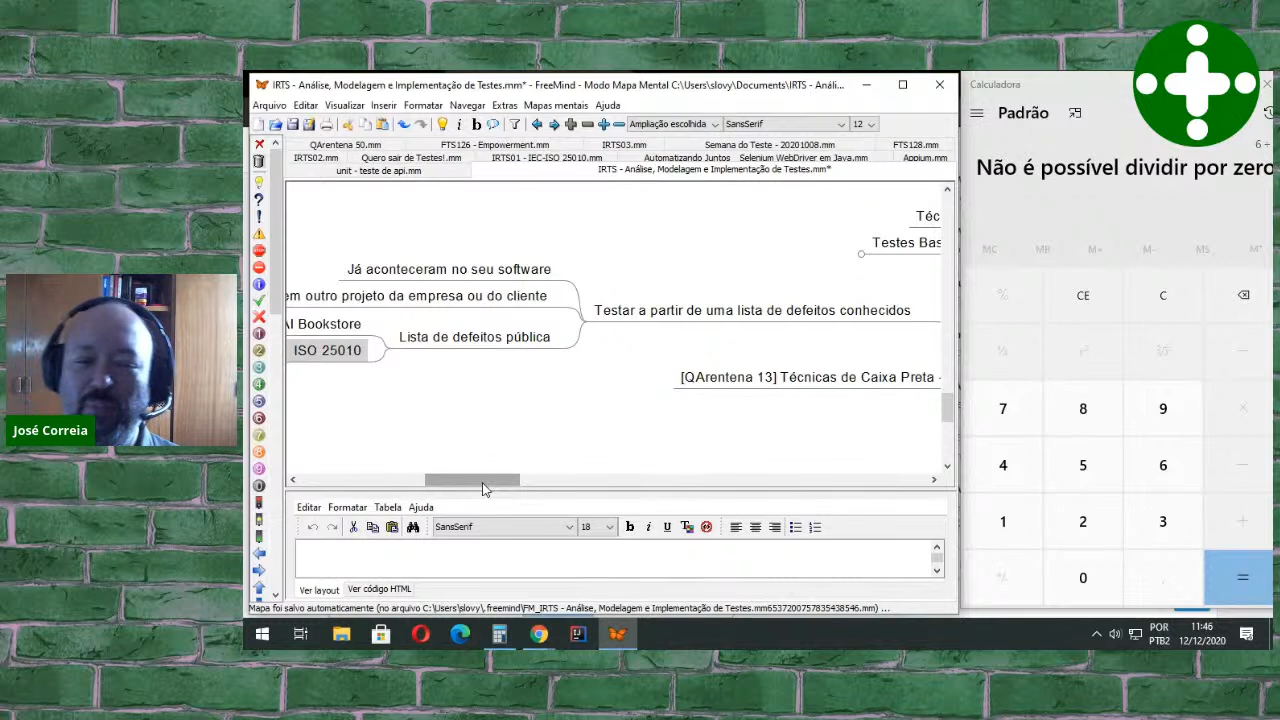 IRTS - Análise, Modelagem e Implementação de Testes.mm* - FreeMind - Modo Mapa Mental C:\Users\slovy\Documents\IRTS - Análi...
Arquivo Editar Visualizar Inserir Formatar Navegar Extras Mapas mentais Ajuda
Ampliação escolhida SansSerif 12
QArentena 50.mm FTS126 - Empowerment.mm IRTS03.mm Semana do Teste - 20201008.mm FTS128.mm
IRTS02.mm Quero sair de Testes!.mm IRTS01 - IEC-ISO 25010.mm Automatizando Juntos Selenium WebDriver em Java.mm Appium.mm
unit - teste de api.mm IRTS - Análise, Modelagem e Implementação de Testes.mm*
Téc
Testes Bas
Já aconteceram no seu software
em outro projeto da empresa ou do cliente
Testar a partir de uma lista de defeitos conhecidos
AI Bookstore
Lista de defeitos pública
ISO 25010
[QArentena 13] Técnicas de Caixa Preta -
Editar Formatar Tabela Ajuda
SansSerif 18
Ver layout Ver código HTML
Mapa foi salvo automaticamente (no arquivo C:\Users\slovy\.freemind\FM_IRTS - Análise, Modelagem e Implementação de Testes.mm6537200757835438546.mm) ...
José Correia
Calculadora
Padrão
6 ÷
Não é possível dividir por zero
MC MR M+ M- MS M˅
% CE C
7 8 9 ×
4 5 6 −
1 2 3 +
+/- 0 , =
POR
PTB2
11:46
12/12/2020